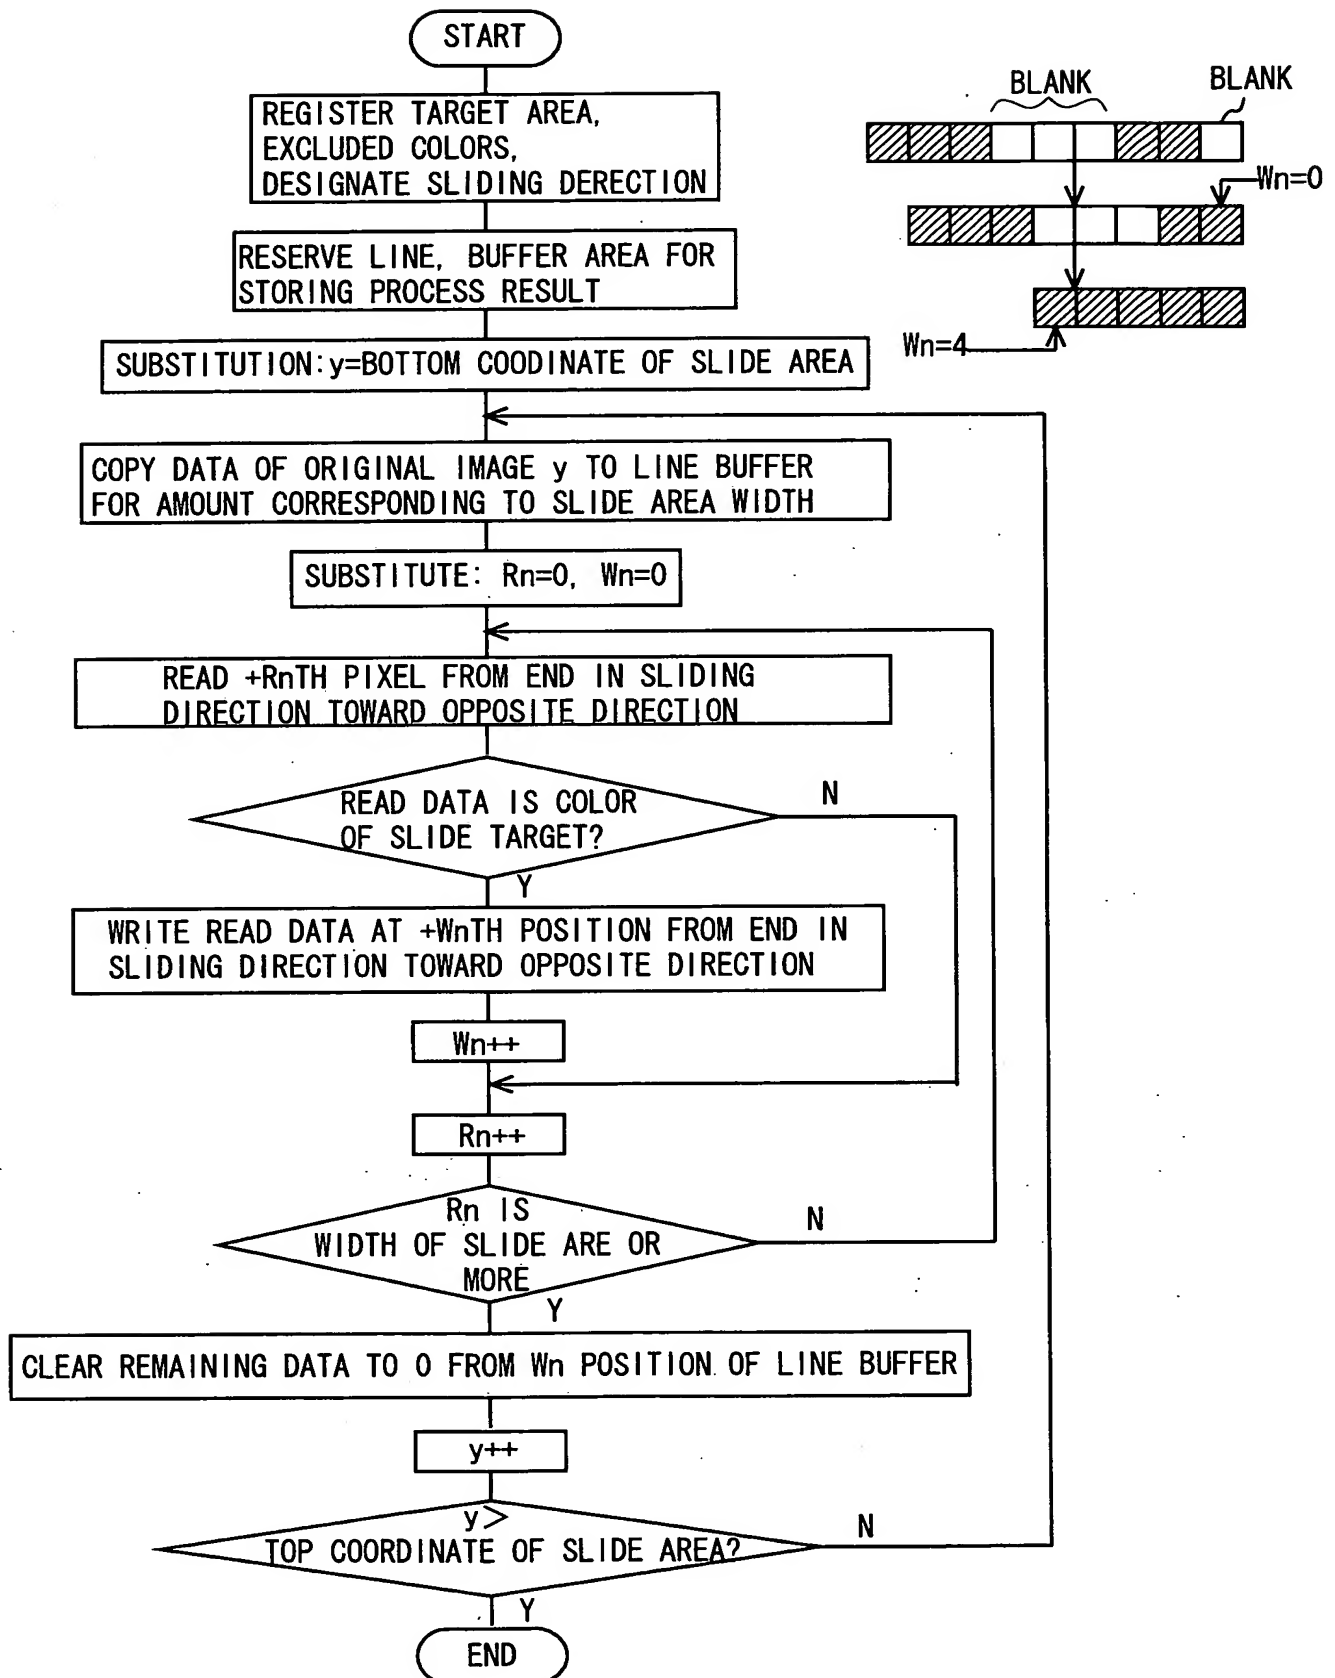 START
REGISTER TARGET AREA,
EXCLUDED COLORS,
DESIGNATE SLIDING DERECTION
BLANK
BLANK
Wn=0
Wn=4
RESERVE LINE, BUFFER AREA FOR
STORING PROCESS RESULT
SUBSTITUTION:y=BOTTOM COODINATE OF SLIDE AREA
COPY DATA OF ORIGINAL IMAGE y TO LINE BUFFER
FOR AMOUNT CORRESPONDING TO SLIDE AREA WIDTH
SUBSTITUTE: Rn=0, Wn=0
READ +RnTH PIXEL FROM END IN SLIDING
DIRECTION TOWARD OPPOSITE DIRECTION
READ DATA IS COLOR
OF SLIDE TARGET?
N
Y
WRITE READ DATA AT +WnTH POSITION FROM END IN
SLIDING DIRECTION TOWARD OPPOSITE DIRECTION
Wn++
Rn++
Rn IS
WIDTH OF SLIDE ARE OR
MORE
N
Y
CLEAR REMAINING DATA TO 0 FROM Wn POSITION OF LINE BUFFER
y++
y>
TOP COORDINATE OF SLIDE AREA?
N
Y
END